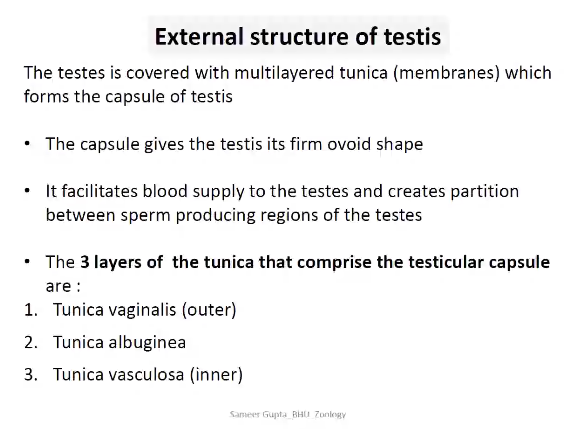 External structure of testis
The testes is covered with multilayered tunica (membranes) which
forms the capsule of testis
• The capsule gives the testis its firm ovoid shape
• It facilitates blood supply to the testes and creates partition
between sperm producing regions of the testes
• The 3 layers of the tunica that comprise the testicular capsule
are :
1. Tunica vaginalis (outer)
2. Tunica albuginea
3. Tunica vasculosa (inner)
Sameer Gupta_BHU_Zoology